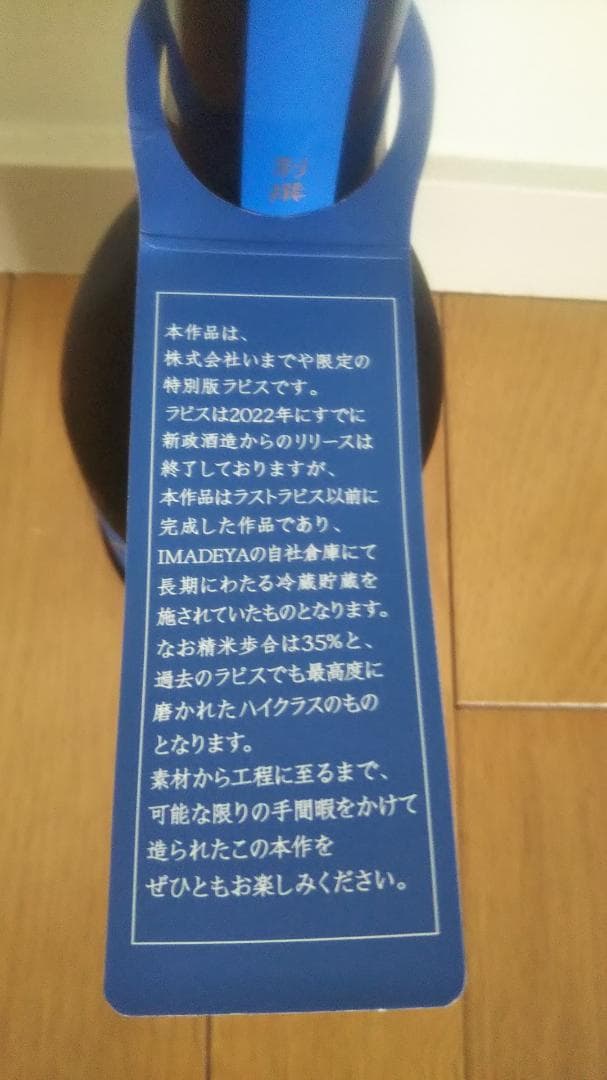 別撰
本作品は、
株式会社いまでや限定の
特別版ラピスです。
ラピスは2022年にすでに
新政酒造からのリリースは
終了しておりますが、
本作品はラストラピス以前に
完成した作品であり、
IMADEYAの自社倉庫にて
長期にわたる冷蔵貯蔵を
施されていたものとなります。
なお精米歩合は35%と、
過去のラピスでも最高度に
磨かれたハイクラスのもの
となります。
素材から工程に至るまで、
可能な限りの手間暇をかけて
造られたこの本作を
ぜひともお楽しみください。